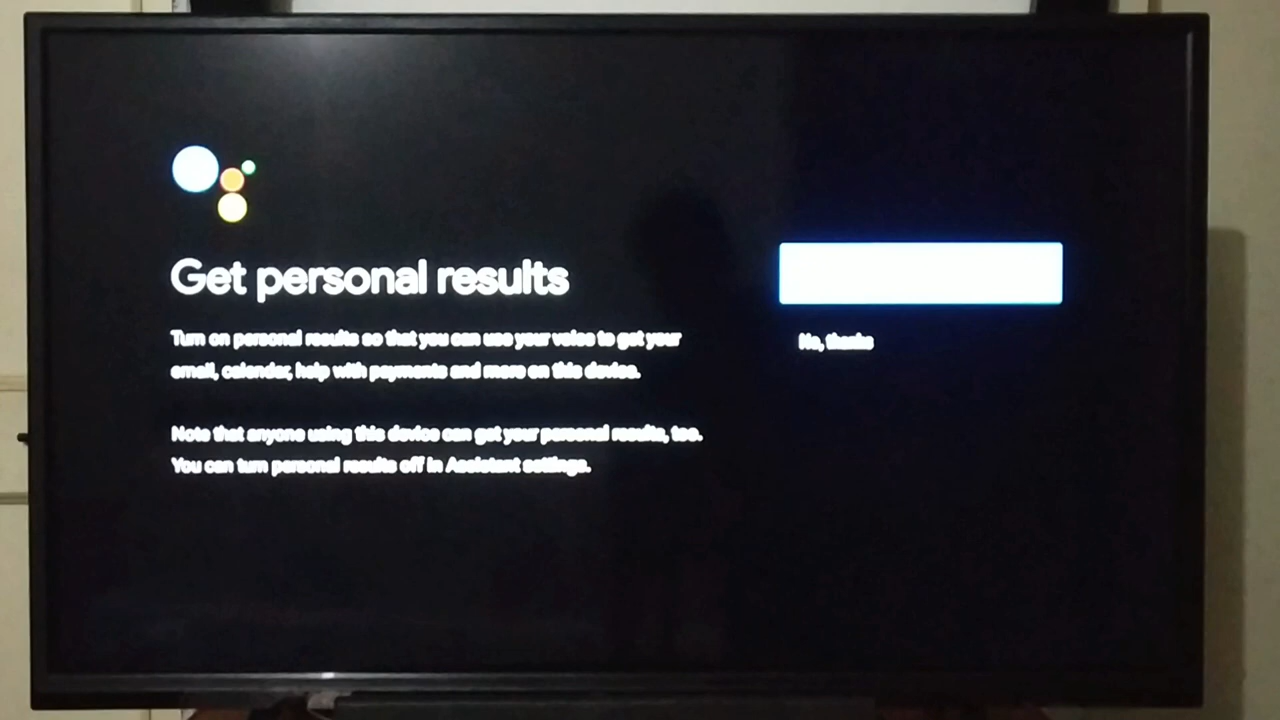 Get personal results
Turn on personal results so that you can use your voice to get your
email, calendar, help with payments and more on this device.
Note that anyone using this device can get your personal results, too.
You can turn personal results off in Assistant settings.
No, thanks